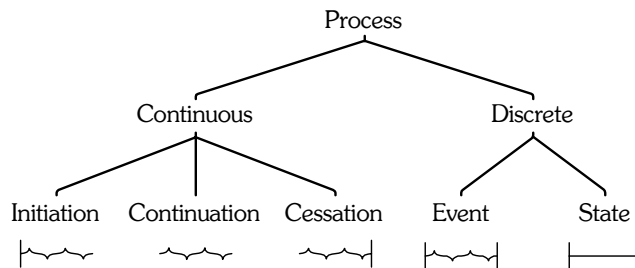 Process
Continuous Discrete
Initiation Continuation Cessation Event State